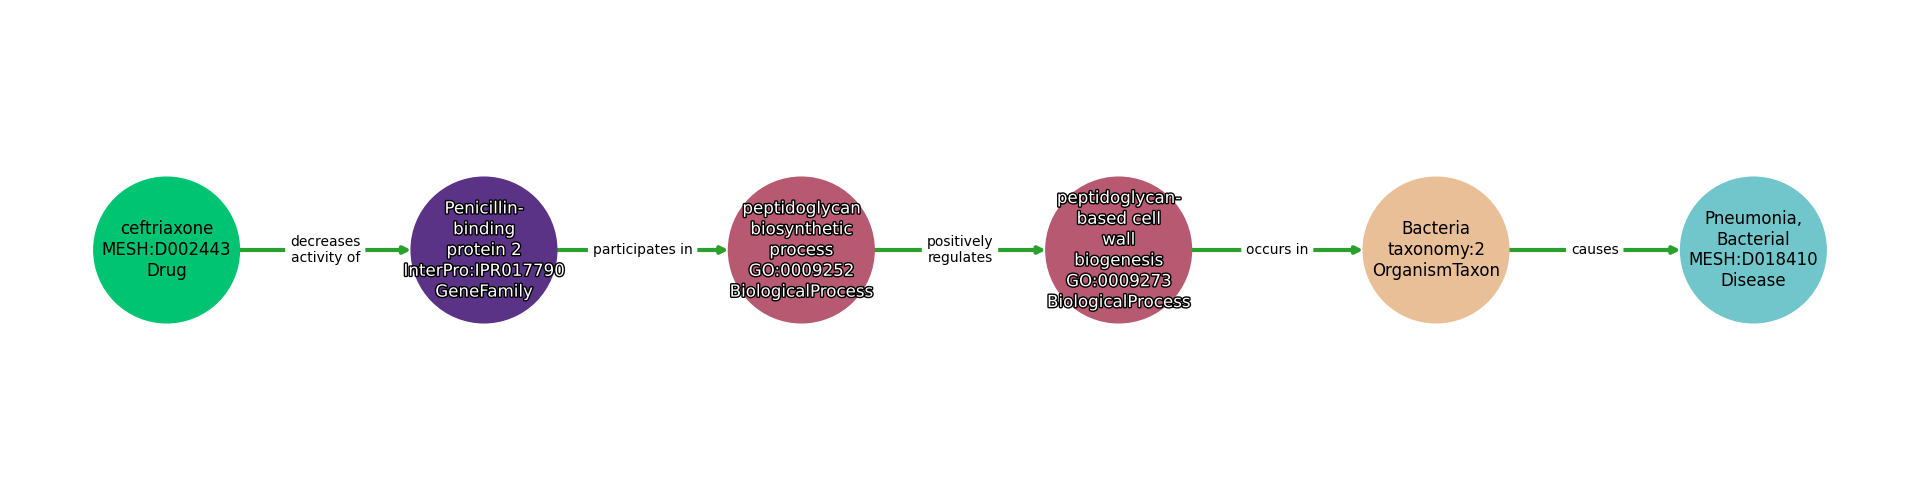 ceftriaxone
MESH:D002443
Drug
decreases
activity of
Penicillin-
binding
protein 2
InterPro:IPR017790
GeneFamily
participates in
peptidoglycan
biosynthetic
process
GO:0009252
BiologicalProcess
positively
regulates
peptidoglycan-
based cell
wall
biogenesis
GO:0009273
BiologicalProcess
occurs in
Bacteria
taxonomy:2
OrganismTaxon
causes
Pneumonia,
Bacterial
MESH:D018410
Disease